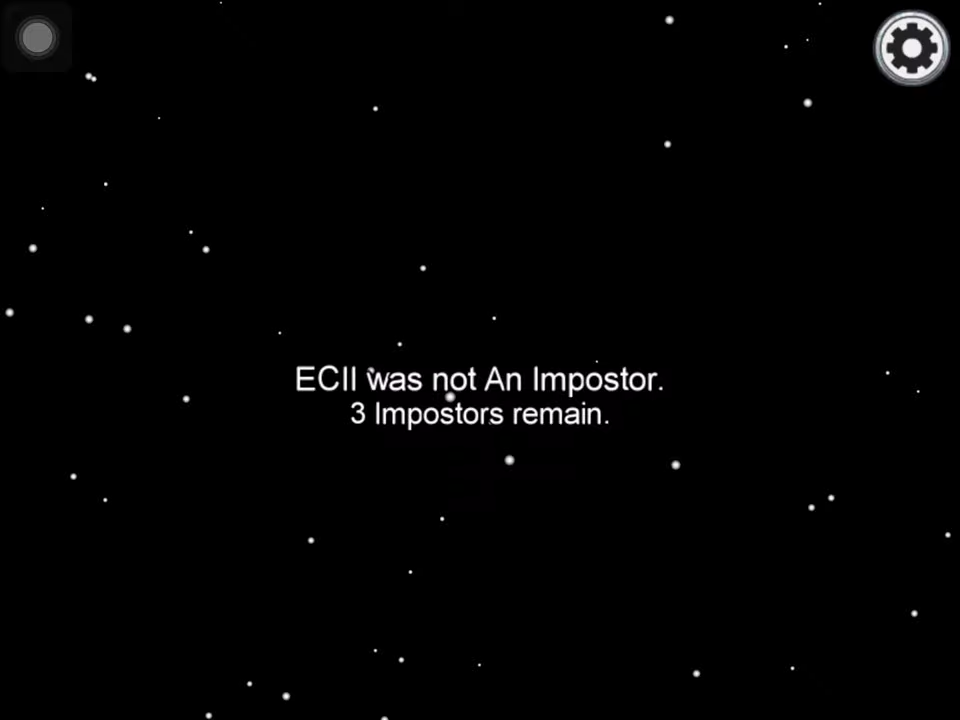 ECII was not An Impostor.
3 Impostors remain.